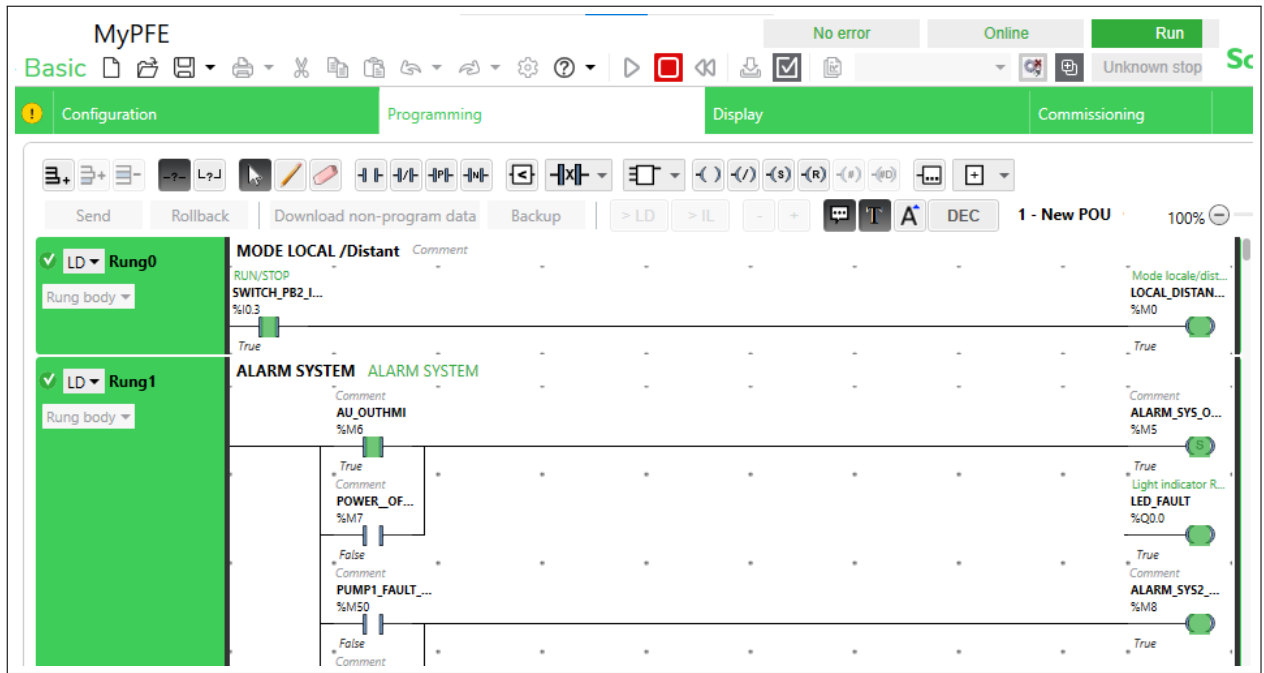 MyPFE
No error
Online
Run
Basic
Unknown stop
Sc
Configuration
Programming
Display
Commissioning
Send
Rollback
Download non-program data
Backup
> LD
> IL
-
+
T
A
DEC
1 - New POU
100%
LD
Rung0
Rung body
MODE LOCAL /Distant Comment
RUN/STOP
SWITCH_PB2_I...
%I0.3
True
Mode locale/dist...
LOCAL_DISTAN...
%M0
True
LD
Rung1
Rung body
ALARM SYSTEM ALARM SYSTEM
Comment
AU_OUTHMI
%M6
True
Comment
ALARM_SYS_O...
%M5
S
True
Comment
POWER__OF...
%M7
False
Light indicator R...
LED_FAULT
%Q0.0
True
Comment
PUMP1_FAULT_...
%M50
False
Comment
ALARM_SYS2_...
%M8
True
Comment